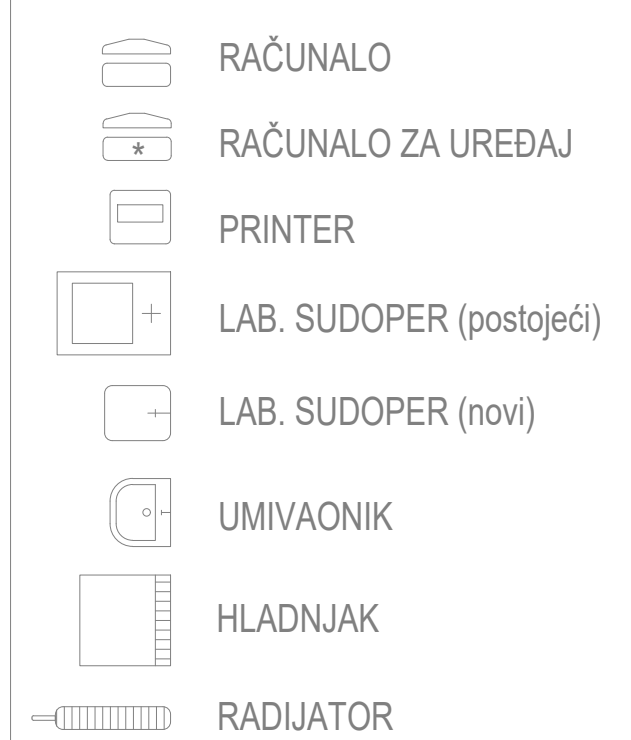 RAČUNALO
* RAČUNALO ZA UREĐAJ
PRINTER
LAB. SUDOPER (postojeći)
LAB. SUDOPER (novi)
UMIVAONIK
HLADNJAK
RADIJATOR